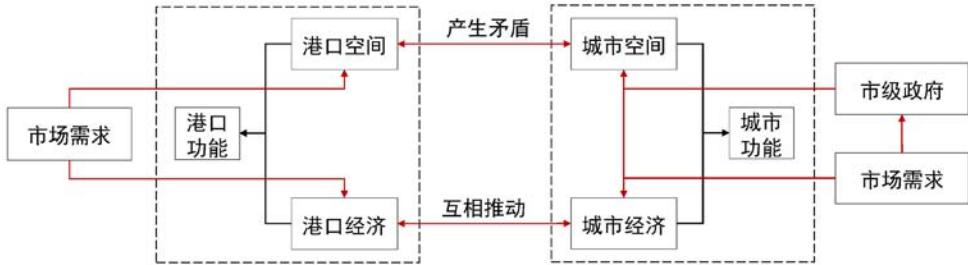 港口空间
产生矛盾
城市空间
市级政府
市场需求
港口
功能
城市
功能
市场需求
港口经济
互相推动
城市经济